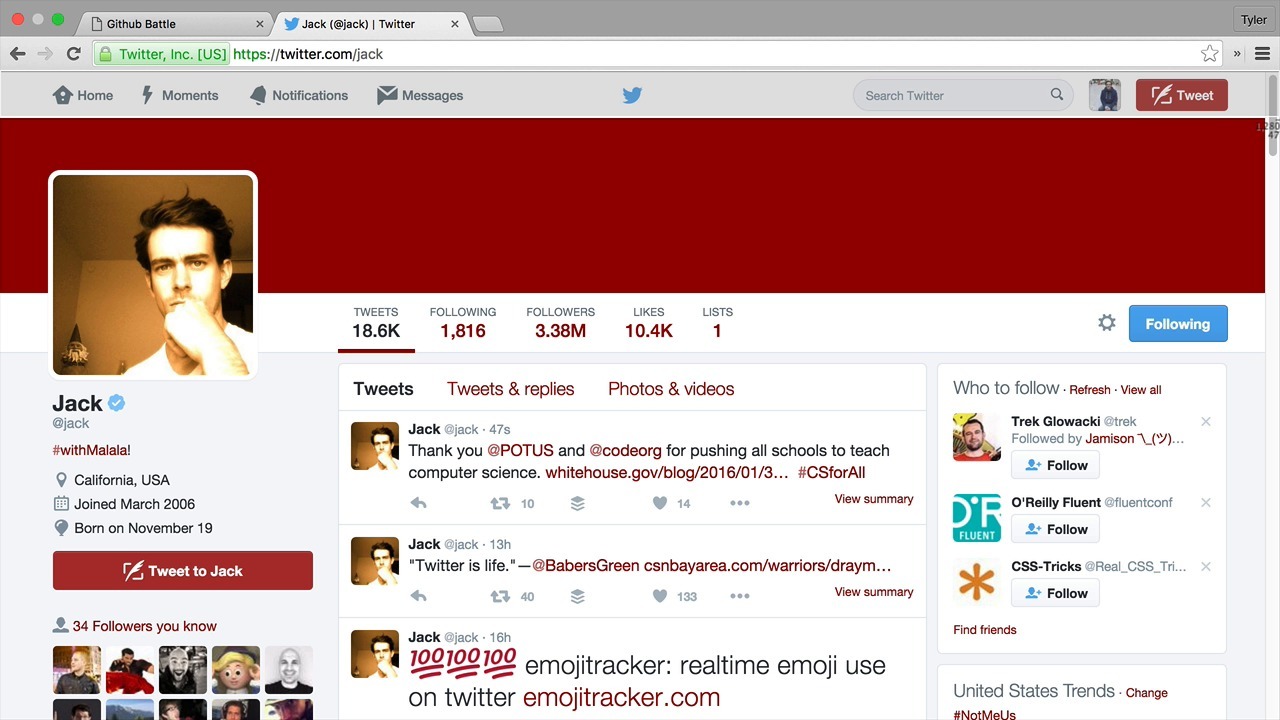 Github Battle
Jack (@jack) | Twitter
Tyler
Twitter, Inc. [US] https://twitter.com/jack
Home
Moments
Notifications
Messages
Search Twitter
Tweet
TWEETS
18.6K
FOLLOWING
1,816
FOLLOWERS
3.38M
LIKES
10.4K
LISTS
1
Following
Jack
@jack
#withMalala!
California, USA
Joined March 2006
Born on November 19
Tweet to Jack
34 Followers you know
Tweets Tweets & replies Photos & videos
Jack @jack · 47s
Thank you @POTUS and @codeorg for pushing all schools to teach
computer science. whitehouse.gov/blog/2016/01/3… #CSforAll
10
14
View summary
Jack @jack · 13h
"Twitter is life."—@BabersGreen csnbayarea.com/warriors/draym…
40
133
View summary
Jack @jack · 16h
💯💯💯 emojitracker: realtime emoji use
on twitter emojitracker.com
Who to follow · Refresh · View all
Trek Glowacki @trek
Followed by Jamison ㄟ_(ツ)…
Follow
O'Reilly Fluent @fluentconf
Follow
FLUENT
CSS-Tricks @Real_CSS_Tri…
Follow
Find friends
United States Trends · Change
#NotMeUs